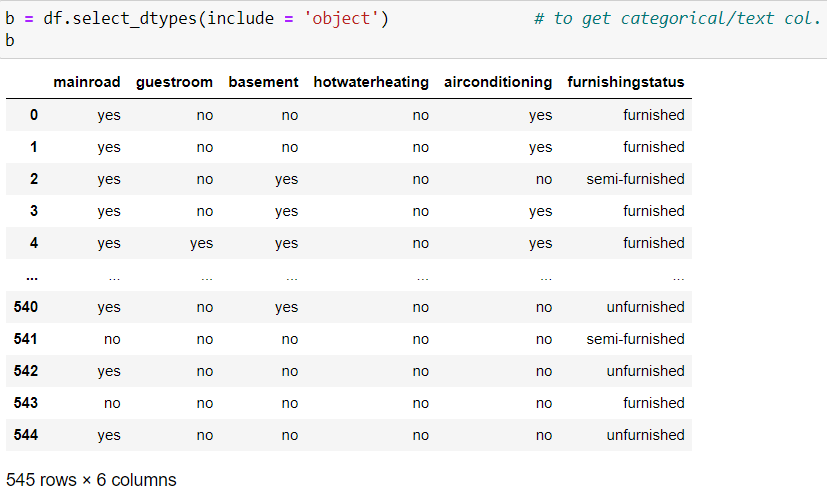 b = df.select_dtypes(include = 'object') # to get categorical/text col.
b
mainroad guestroom basement hotwaterheating airconditioning furnishingstatus
0 yes no no no yes furnished
1 yes no no no yes furnished
2 yes no yes no no semi-furnished
3 yes no yes no yes furnished
4 yes yes yes no yes furnished
... ... ... ... ... ... ...
540 yes no yes no no unfurnished
541 no no no no no semi-furnished
542 yes no no no no unfurnished
543 no no no no no furnished
544 yes no no no no unfurnished
545 rows × 6 columns